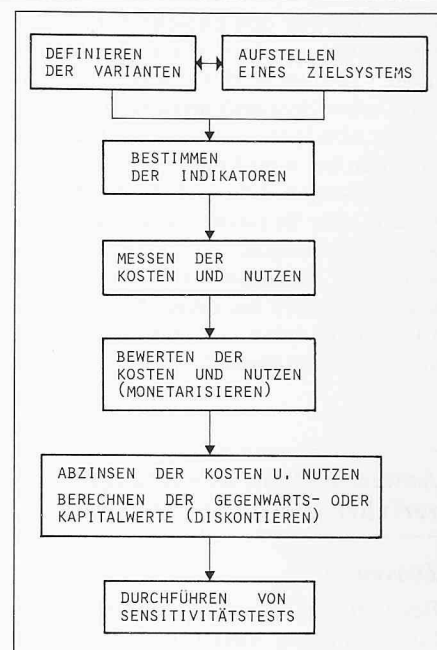 DEFINIEREN
DER VARIANTEN
AUFSTELLEN
EINES ZIELSYSTEMS
BESTIMMEN
DER INDIKATOREN
MESSEN DER
KOSTEN UND NUTZEN
BEWERTEN DER
KOSTEN UND NUTZEN
(MONETARISIEREN)
ABZINSEN DER KOSTEN U. NUTZEN
BERECHNEN DER GEGENWARTS- ODER
KAPITALWERTE (DISKONTIEREN)
DURCHFÜHREN VON
SENSITIVITÄTSTESTS